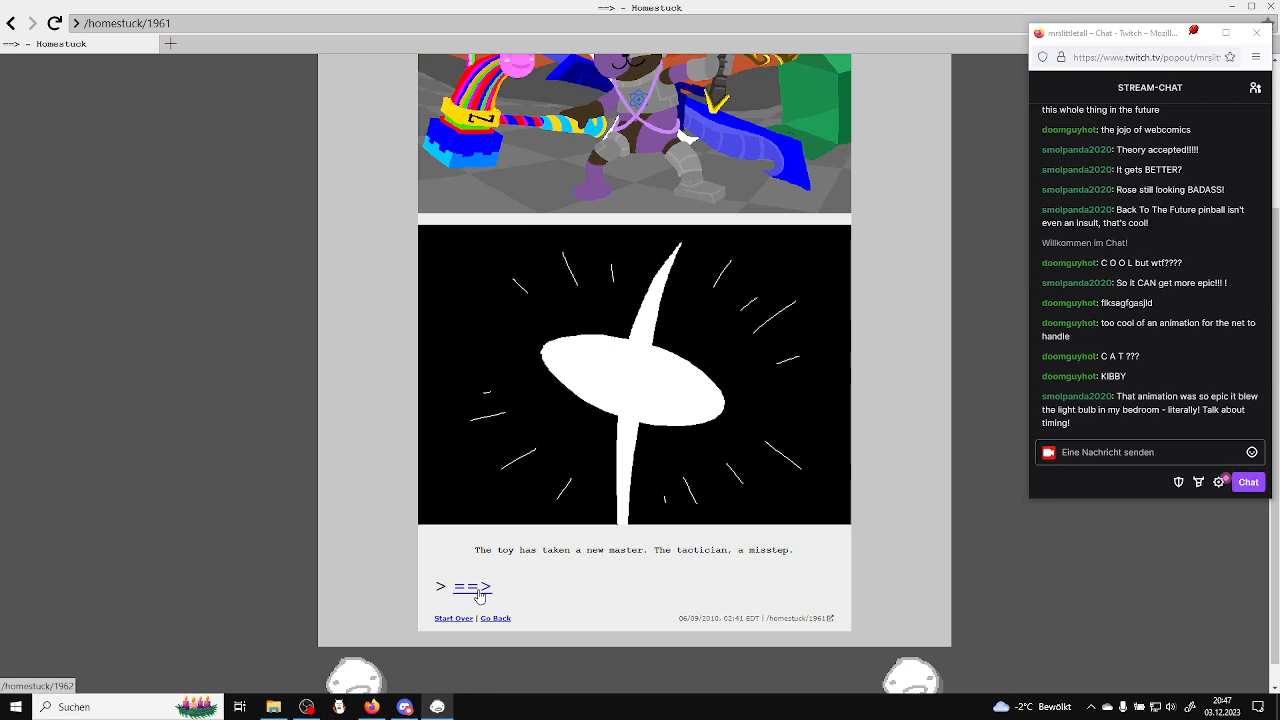 ==> - Homestuck
> /homestuck/1961
==> - Homestuck
mrslittletall – Chat - Twitch – Mozill...
https://www.twitch.tv/popout/mrslitt
STREAM-CHAT
this whole thing in the future
doomguyhot: the jojo of webcomics
smolpanda2020: Theory accepted!!!!!
smolpanda2020: It gets BETTER?
smolpanda2020: Rose still looking BADASS!
smolpanda2020: Back To The Future pinball isn't
even an insult, that's cool!
Willkommen im Chat!
doomguyhot: C O O L but wtf????
smolpanda2020: So it CAN get more epic!!! !
doomguyhot: flksagfgasjld
doomguyhot: too cool of an animation for the net to
handle
doomguyhot: C A T ???
doomguyhot: KIBBY
smolpanda2020: That animation was so epic it blew
the light bulb in my bedroom - literally! Talk about
timing!
Eine Nachricht senden
Chat
The toy has taken a new master. The tactician, a misstep.
> ==>
Start Over | Go Back
06/09/2010, 02:41 EDT | /homestuck/1961
/homestuck/1962
Suchen
-2°C Bewölkt
20:47
03.12.2023